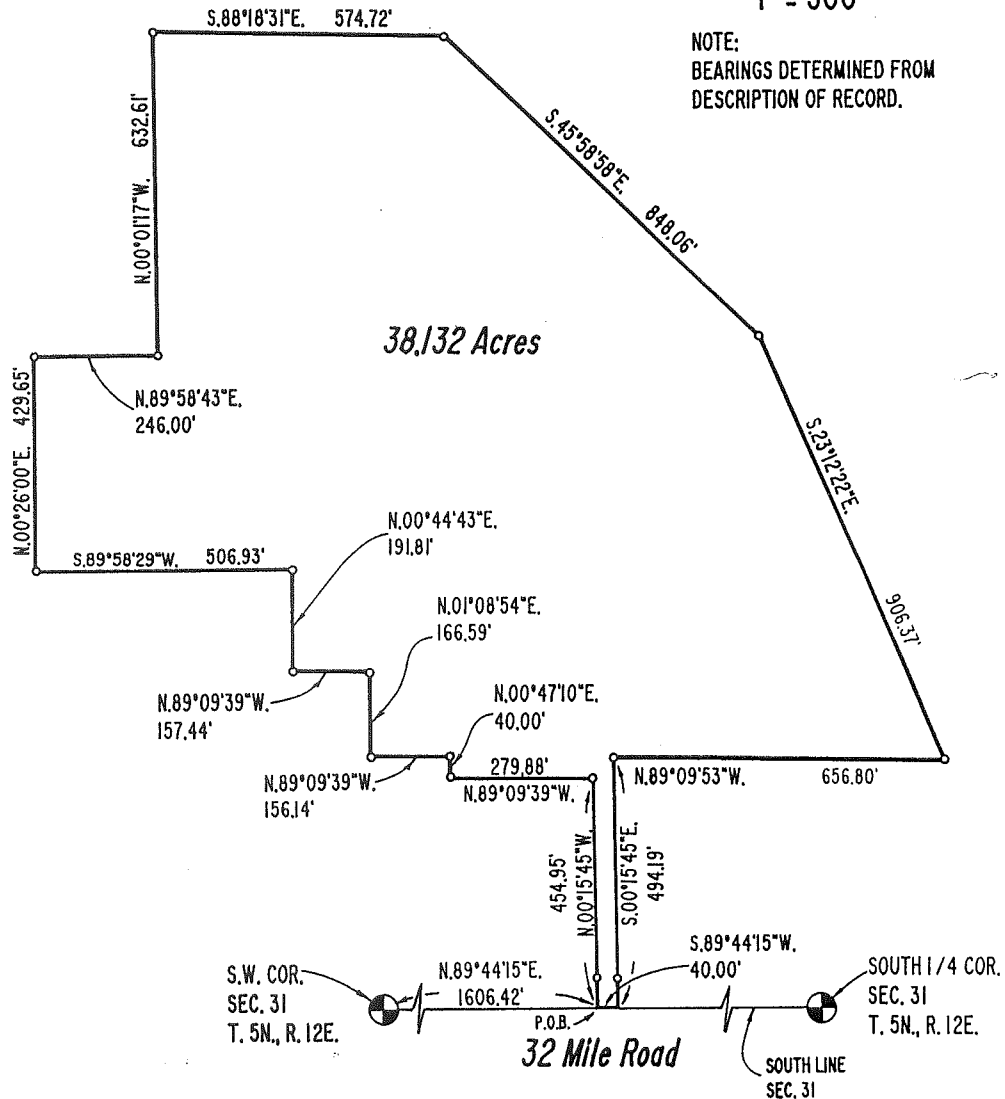 1" = 300'
NOTE:
BEARINGS DETERMINED FROM
DESCRIPTION OF RECORD.
S.88°18'31"E. 574.72'
N.00°01'17"W. 632.61'
S.45°58'58"E. 848.06'
38.132 Acres
N.89°58'43"E.
246.00'
N.00°26'00"E. 429.65'
S.23°12'22"E. 906.37'
S.89°58'29"W. 506.93'
N.00°44'43"E.
191.81'
N.01°08'54"E.
166.59'
N.89°09'39"W.
157.44'
N.00°47'10"E.
40.00'
N.89°09'39"W.
156.14'
279.88'
N.89°09'39"W.
N.89°09'53"W. 656.80'
454.95'
N.00°15'45"W.
S.00°15'45"E.
494.19'
S.89°44'15"W.
40.00'
S.W. COR.
SEC. 31
T. 5N., R. 12E.
N.89°44'15"E.
1606.42'
P.O.B.
SOUTH 1/4 COR.
SEC. 31
T. 5N., R. 12E.
32 Mile Road
SOUTH LINE
SEC. 31